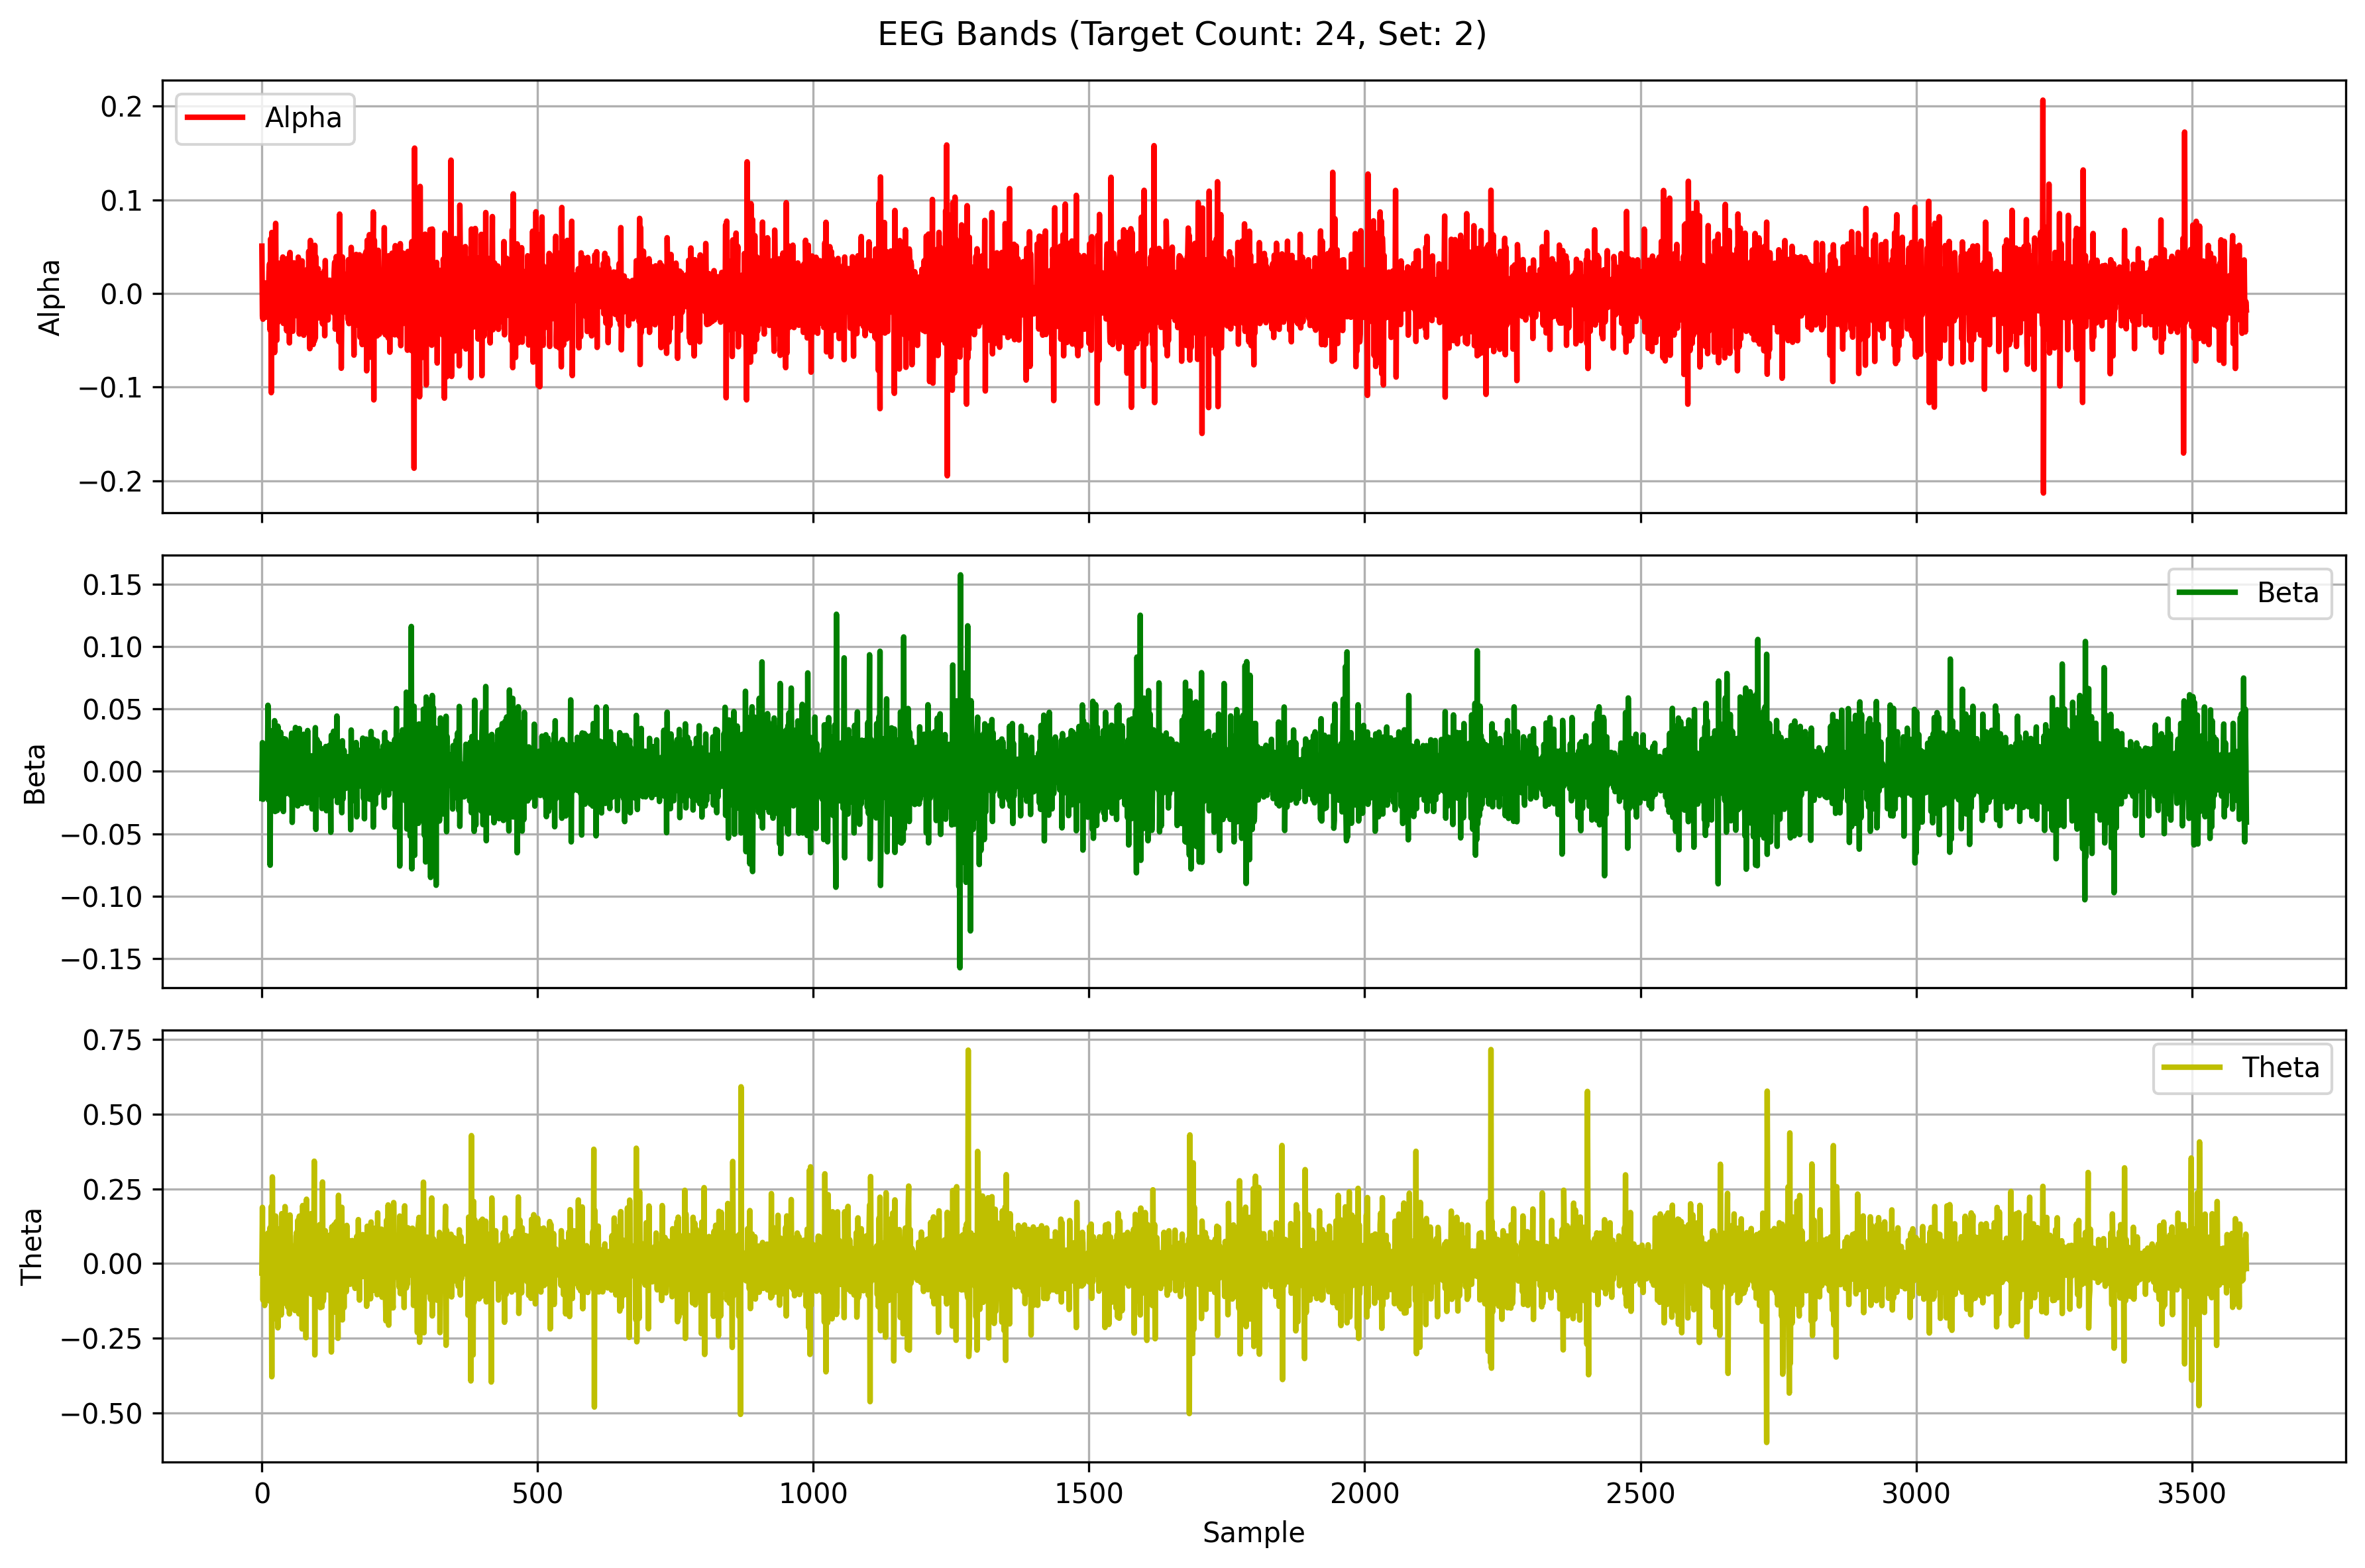 EEG Bands (Target Count: 24, Set: 2)
0.2
0.1
0.0
−0.1
−0.2
Alpha
Alpha
0.15
0.10
0.05
0.00
−0.05
−0.10
−0.15
Beta
Beta
0.75
0.50
0.25
0.00
−0.25
−0.50
Theta
Theta
0 500 1000 1500 2000 2500 3000 3500
Sample